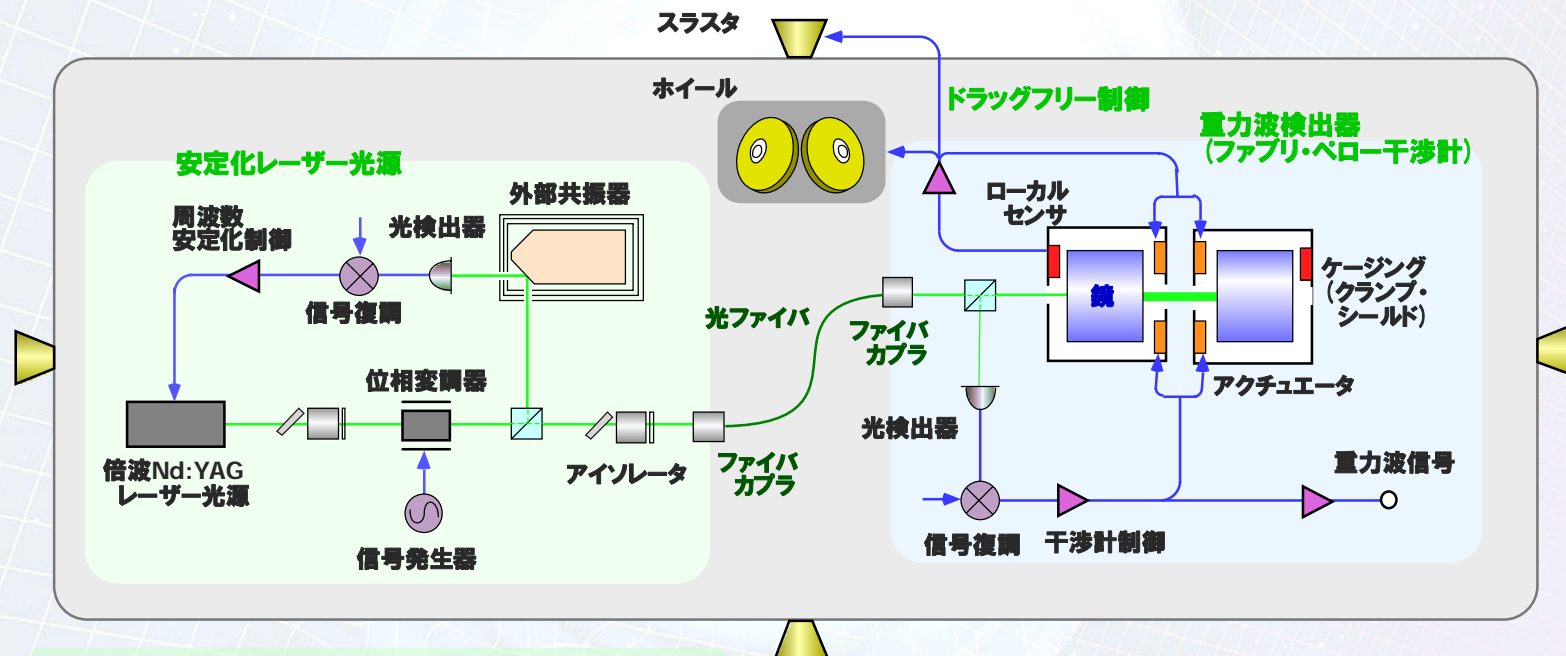 スラスタ
ホイール
ドラッグフリー制御
重力波検出器
(ファブリ・ペロー干渉計)
安定化レーザー光源
外部共振器
光検出器
周波数
安定化制御
信号復調
ローカル
センサ
鏡
ケージング
(クランプ・
シールド)
光ファイバ
ファイバ
カプラ
アクチュエータ
位相変調器
光検出器
倍波Nd:YAG
レーザー光源
アイソレータ
ファイバ
カプラ
信号発生器
重力波信号
信号復調
干渉計制御